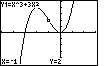 Y1=X^3+3X²
X=-1 Y=2